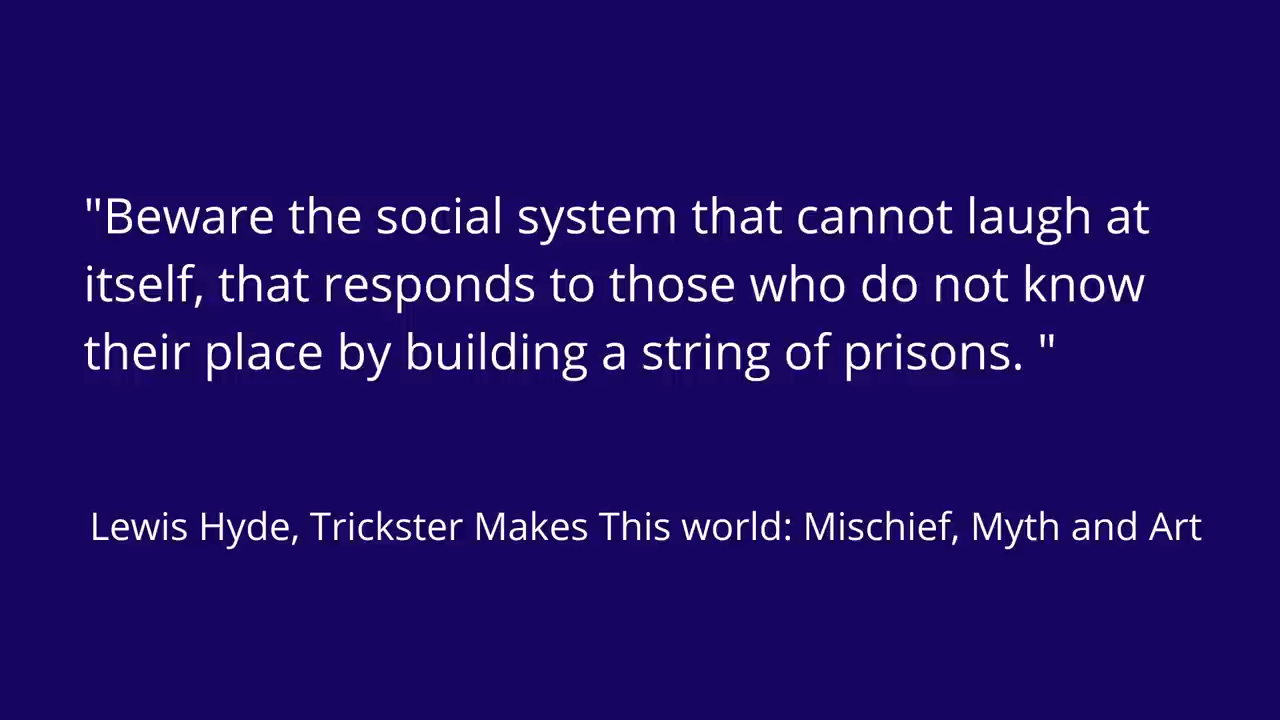 "Beware the social system that cannot laugh at
itself, that responds to those who do not know
their place by building a string of prisons. "
Lewis Hyde, Trickster Makes This world: Mischief, Myth and Art